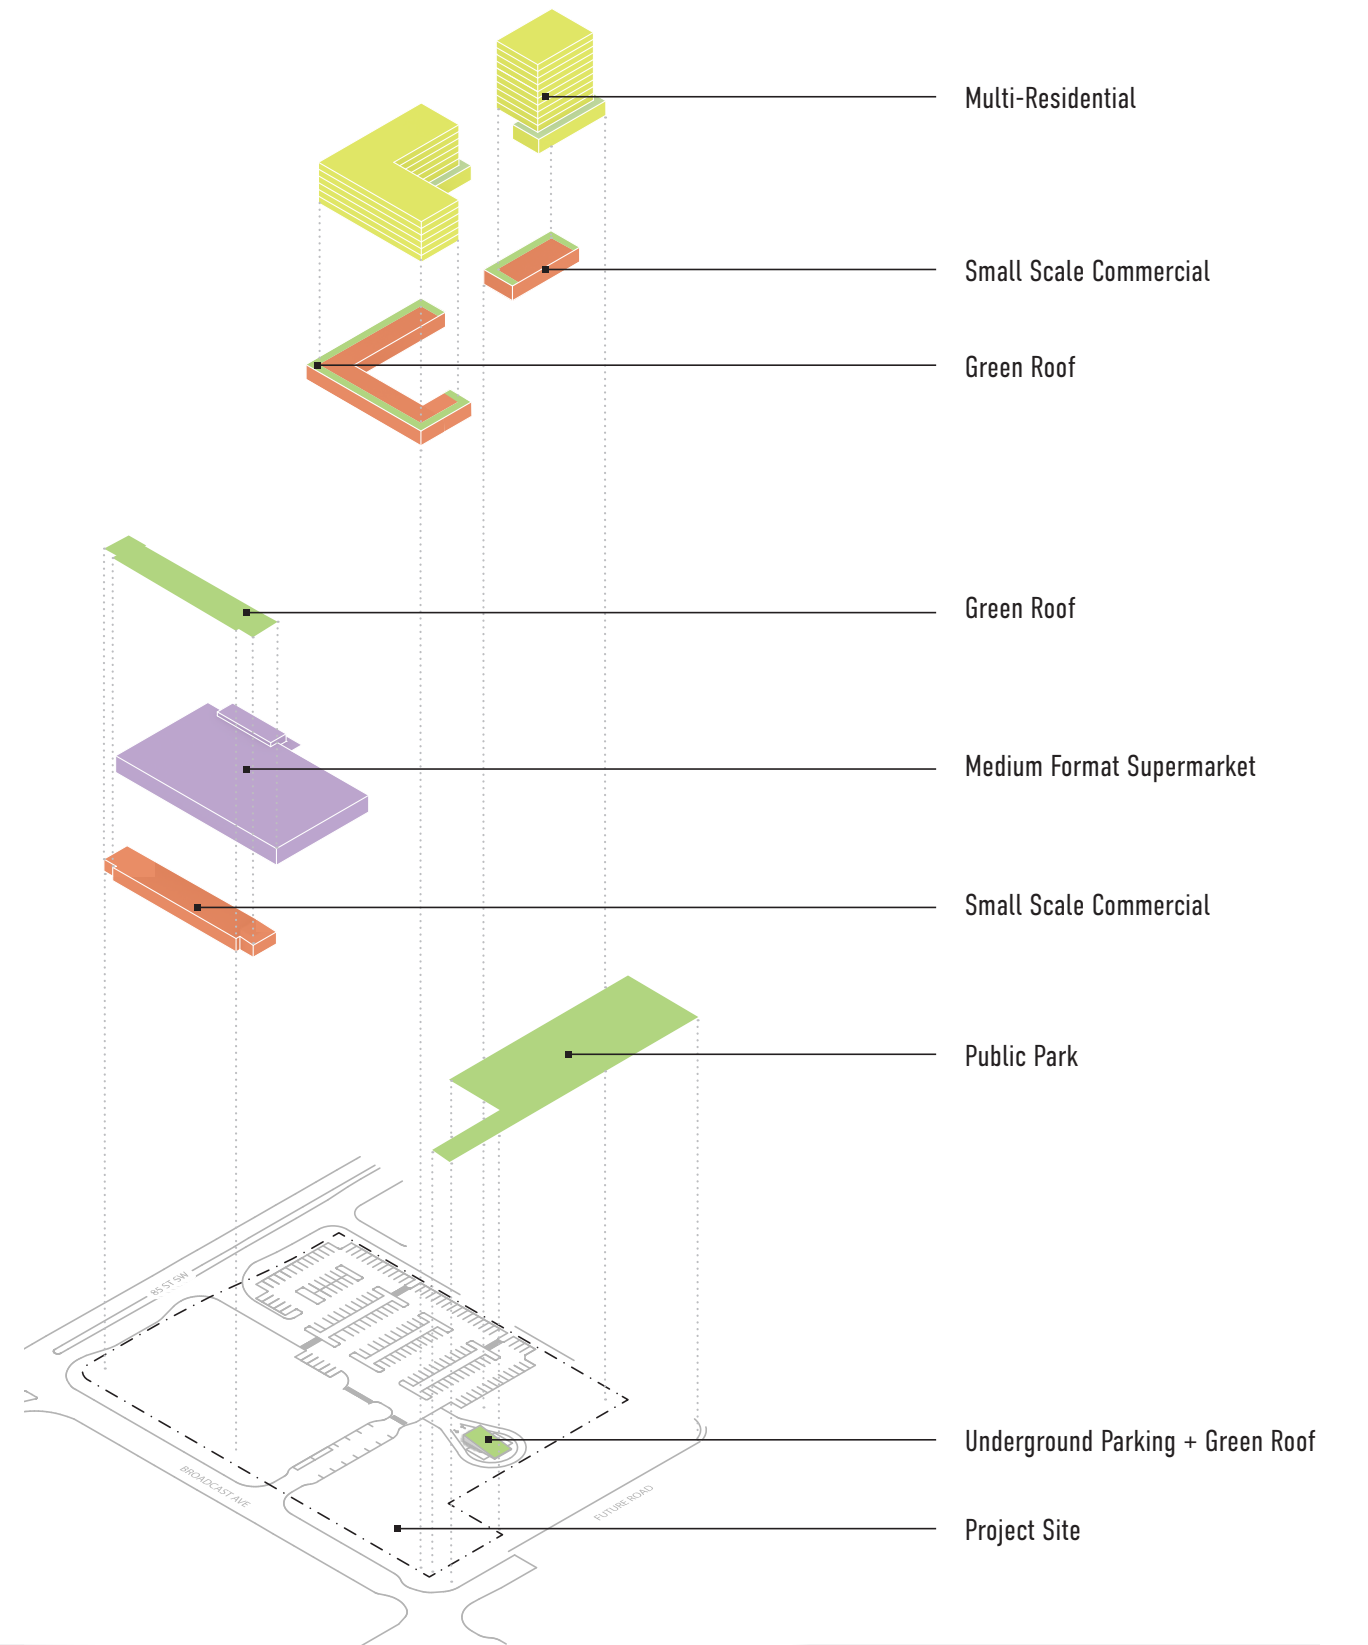 Multi-Residential
Small Scale Commercial
Green Roof
Green Roof
Medium Format Supermarket
Small Scale Commercial
Public Park
85 ST SW
Underground Parking + Green Roof
BROADCAST AVE
FUTURE ROAD
Project Site